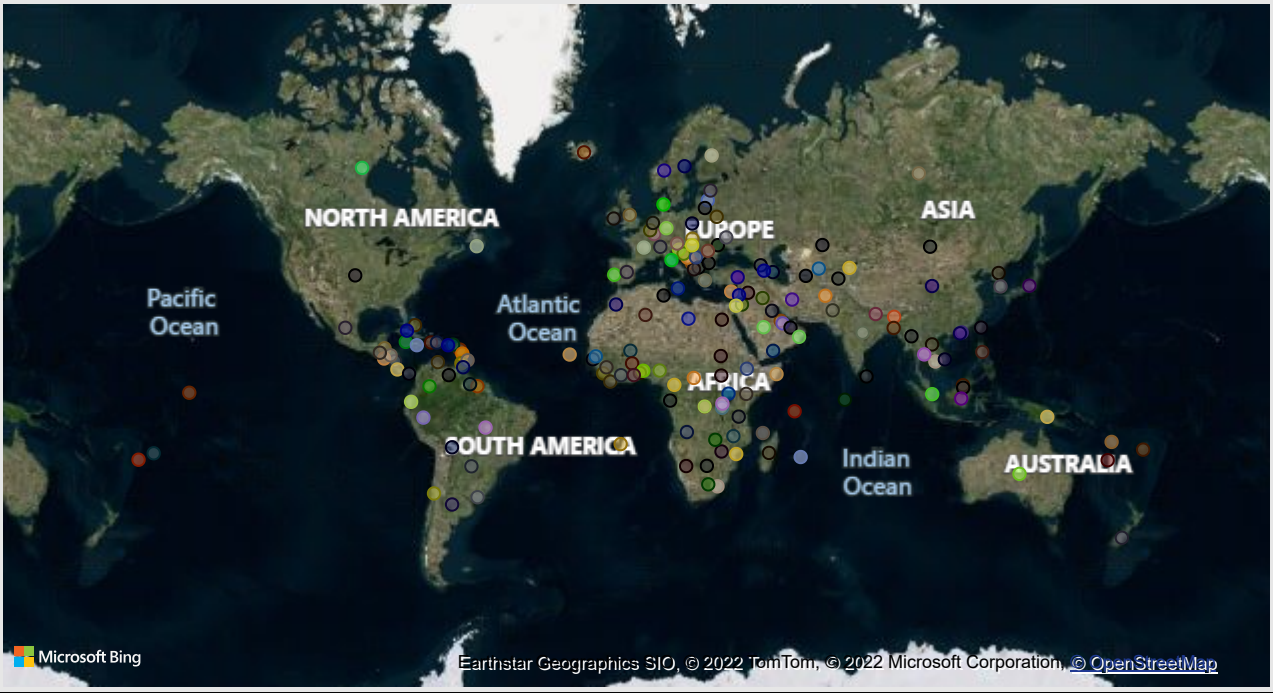 NORTH AMERICA
ASIA
EUROPE
Pacific
Ocean
Atlantic
Ocean
AFRICA
SOUTH AMERICA
Indian
Ocean
AUSTRALIA
Microsoft Bing
Earthstar Geographics SIO, © 2022 TomTom, © 2022 Microsoft Corporation, © OpenStreetMap